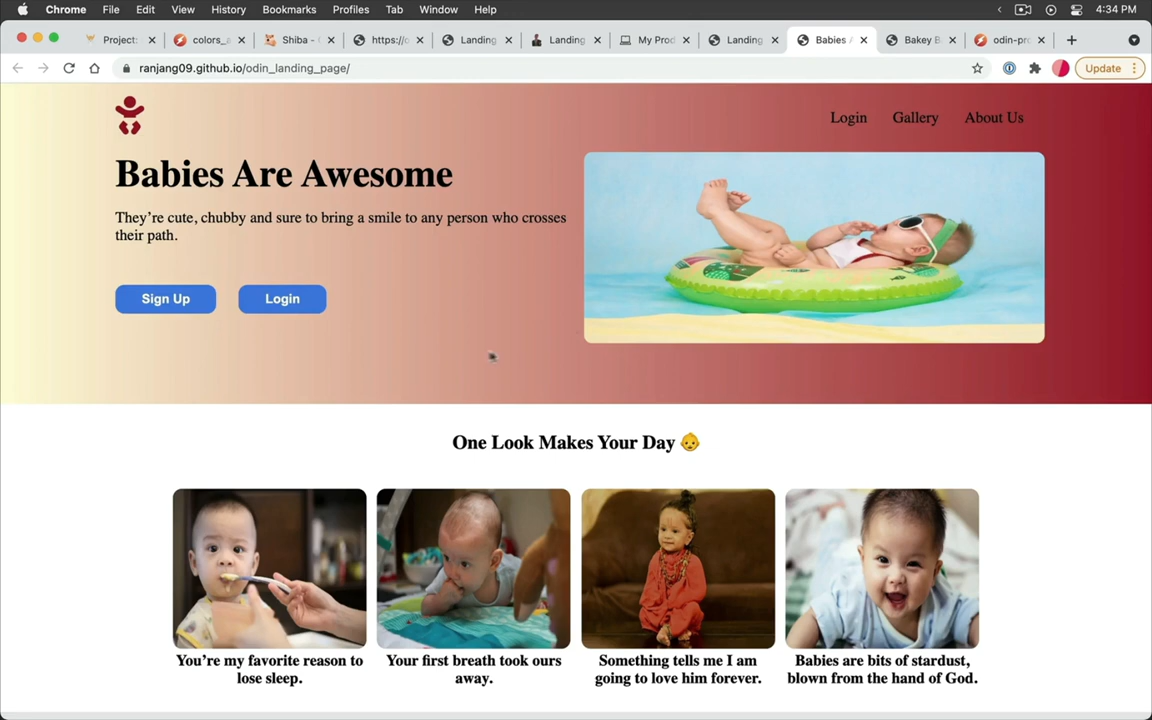 Chrome File Edit View History Bookmarks Profiles Tab Window Help 4:34 PM
Project: colors_a Shiba - https://o Landing Landing My Prod Landing Babies Bakey B odin-pro
ranjang09.github.io/odin_landing_page/ Update
Login Gallery About Us
Babies Are Awesome
They’re cute, chubby and sure to bring a smile to any person who crosses
their path.
Sign Up Login
One Look Makes Your Day 👶
You’re my favorite reason to
lose sleep.
Your first breath took ours
away.
Something tells me I am
going to love him forever.
Babies are bits of stardust,
blown from the hand of God.